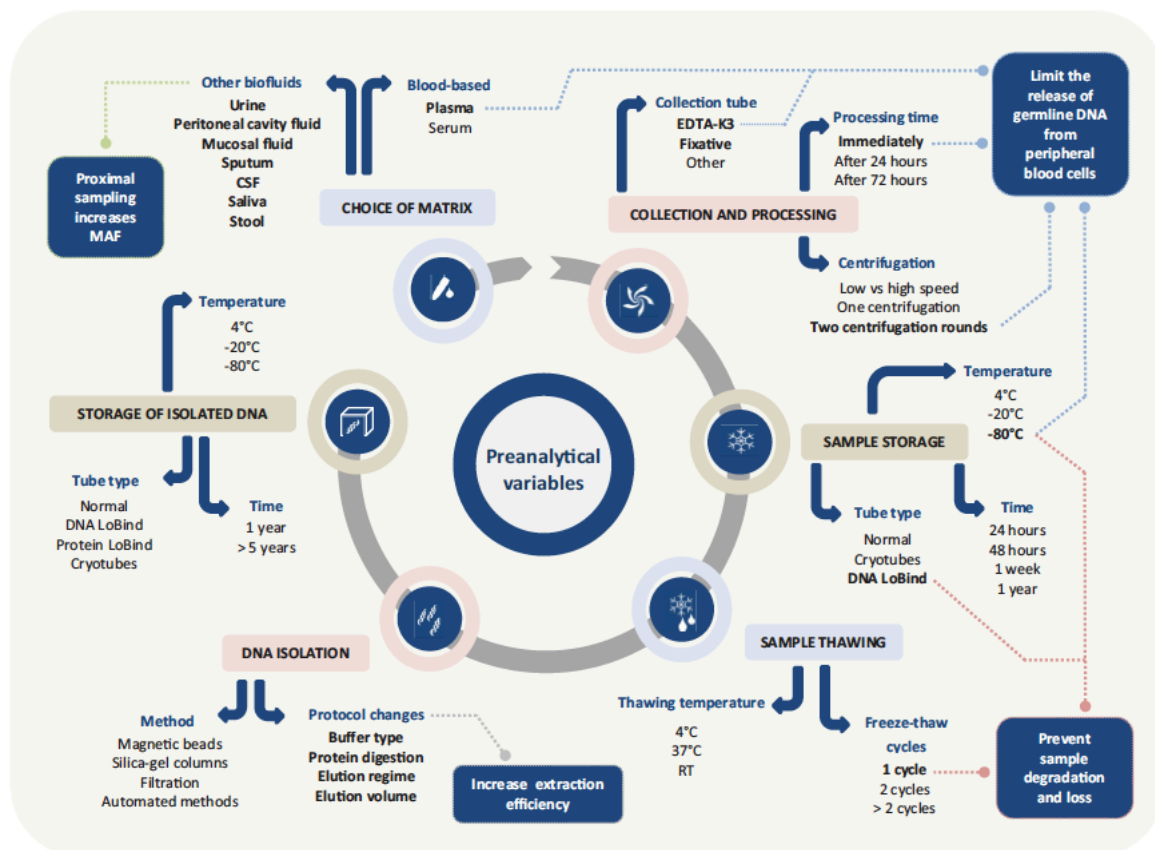 Other biofluids
Urine
Peritoneal cavity fluid
Mucosal fluid
Sputum
CSF
Saliva
Stool
Blood-based
Plasma
Serum
CHOICE OF MATRIX
Proximal
sampling
increases
MAF
Collection tube
EDTA-K3
Fixative
Other
Processing time
Immediately
After 24 hours
After 72 hours
COLLECTION AND PROCESSING
Centrifugation
Low vs high speed
One centrifugation
Two centrifugation rounds
Limit the
release of
germline DNA
from
peripheral
blood cells
Temperature
4°C
-20°C
-80°C
STORAGE OF ISOLATED DNA
Tube type
Normal
DNA LoBind
Protein LoBind
Cryotubes
Time
1 year
> 5 years
Preanalytical
variables
Temperature
4°C
-20°C
-80°C
SAMPLE STORAGE
Tube type
Normal
Cryotubes
DNA LoBind
Time
24 hours
48 hours
1 week
1 year
DNA ISOLATION
Method
Magnetic beads
Silica-gel columns
Filtration
Automated methods
Protocol changes
Buffer type
Protein digestion
Elution regime
Elution volume
Increase extraction
efficiency
SAMPLE THAWING
Thawing temperature
4°C
37°C
RT
Freeze-thaw
cycles
1 cycle
2 cycles
> 2 cycles
Prevent
sample
degradation
and loss